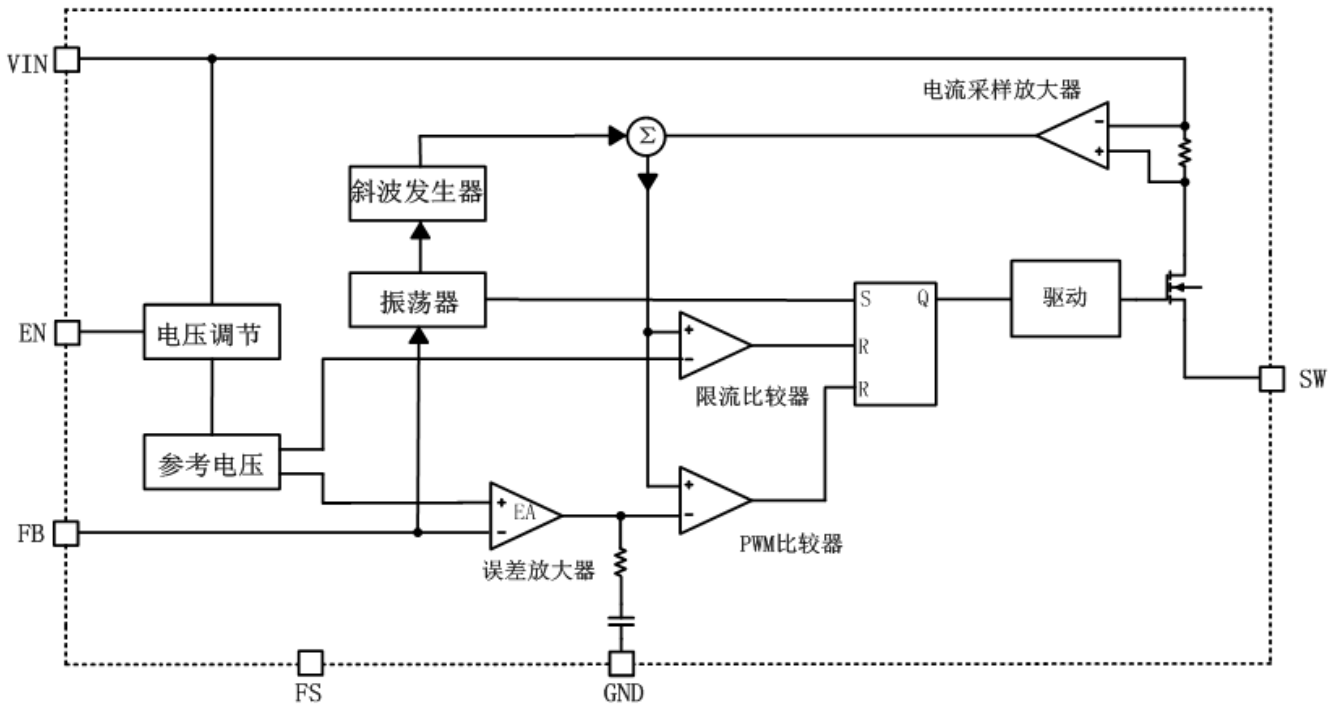 VIN
电流采样放大器
-
+
Σ
斜波发生器
振荡器
S
Q
驱动
EN
电压调节
+
-
R
限流比较器
R
SW
参考电压
+
EA
-
+
-
FB
误差放大器
PWM比较器
FS
GND